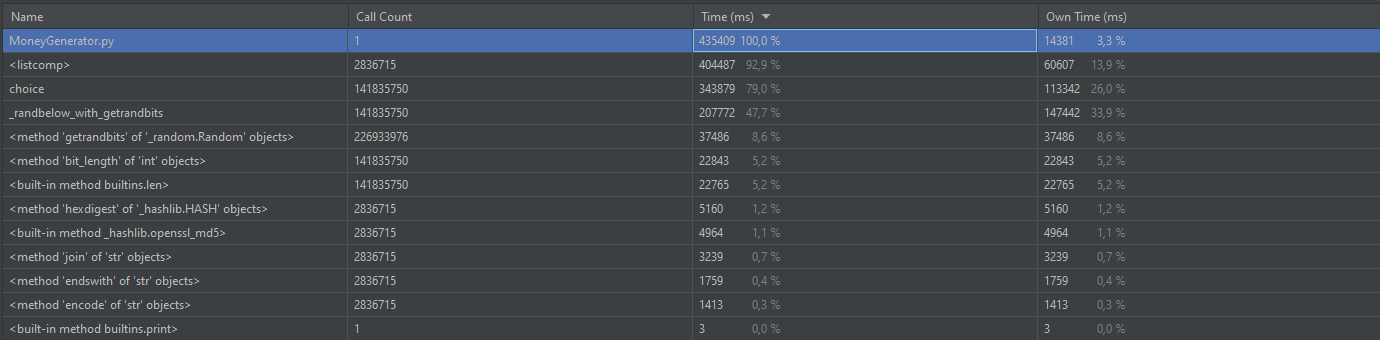 Name Call Count Time (ms) Own Time (ms)
MoneyGenerator.py 1 435409 100,0 % 14381 3,3 %
<listcomp> 2836715 404487 92,9 % 60607 13,9 %
choice 141835750 343879 79,0 % 113342 26,0 %
_randbelow_with_getrandbits 141835750 207772 47,7 % 147442 33,9 %
<method 'getrandbits' of '_random.Random' objects> 226933976 37486 8,6 % 37486 8,6 %
<method 'bit_length' of 'int' objects> 141835750 22843 5,2 % 22843 5,2 %
<built-in method builtins.len> 141835750 22765 5,2 % 22765 5,2 %
<method 'hexdigest' of '_hashlib.HASH' objects> 2836715 5160 1,2 % 5160 1,2 %
<built-in method _hashlib.openssl_md5> 2836715 4964 1,1 % 4964 1,1 %
<method 'join' of 'str' objects> 2836715 3239 0,7 % 3239 0,7 %
<method 'endswith' of 'str' objects> 2836715 1759 0,4 % 1759 0,4 %
<method 'encode' of 'str' objects> 2836715 1413 0,3 % 1413 0,3 %
<built-in method builtins.print> 1 3 0,0 % 3 0,0 %